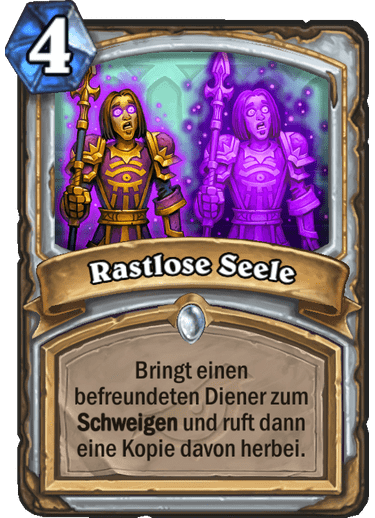 4
Rastlose Seele
Bringt einen
befreundeten Diener zum
Schweigen und ruft dann
eine Kopie davon herbei.